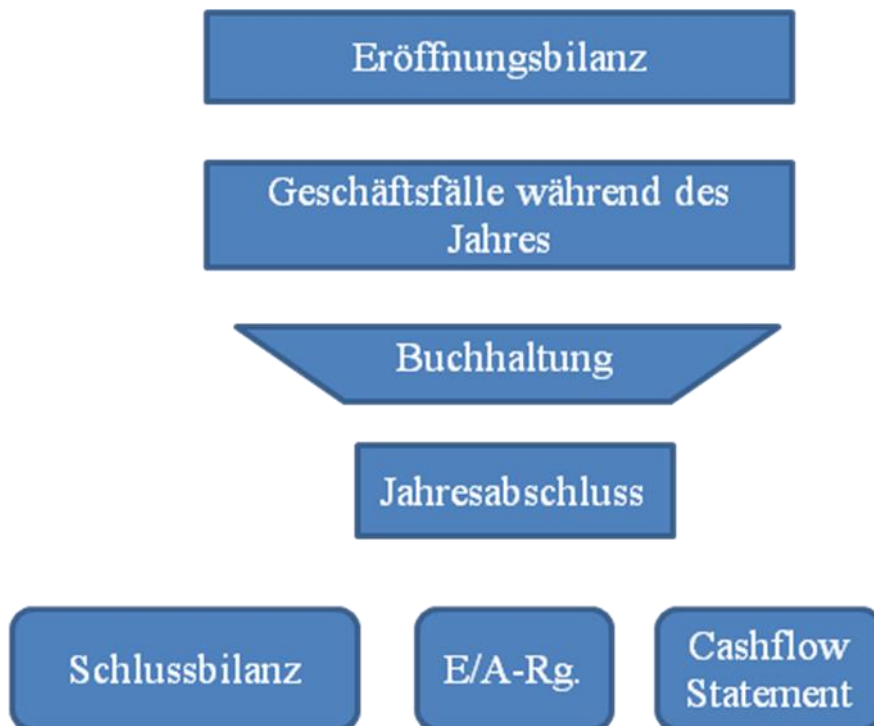 Eröffnungsbilanz
Geschäftsfälle während des
Jahres
Buchhaltung
Jahresabschluss
Schlussbilanz
E/A-Rg.
Cashflow
Statement